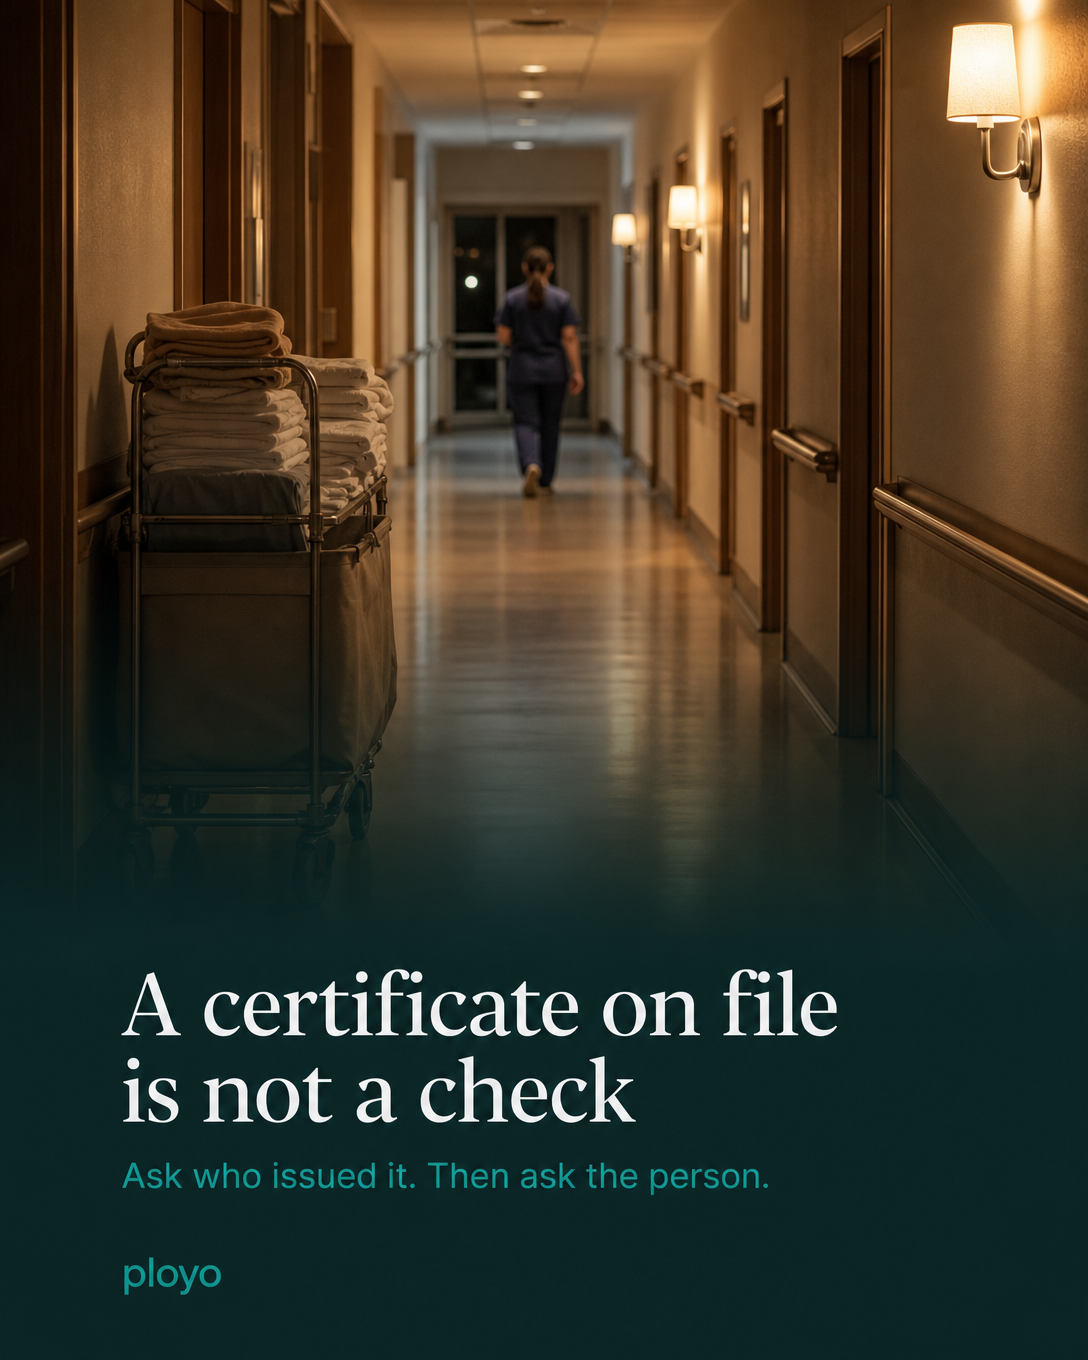 A certificate on file
is not a check
Ask who issued it. Then ask the person.
ployo